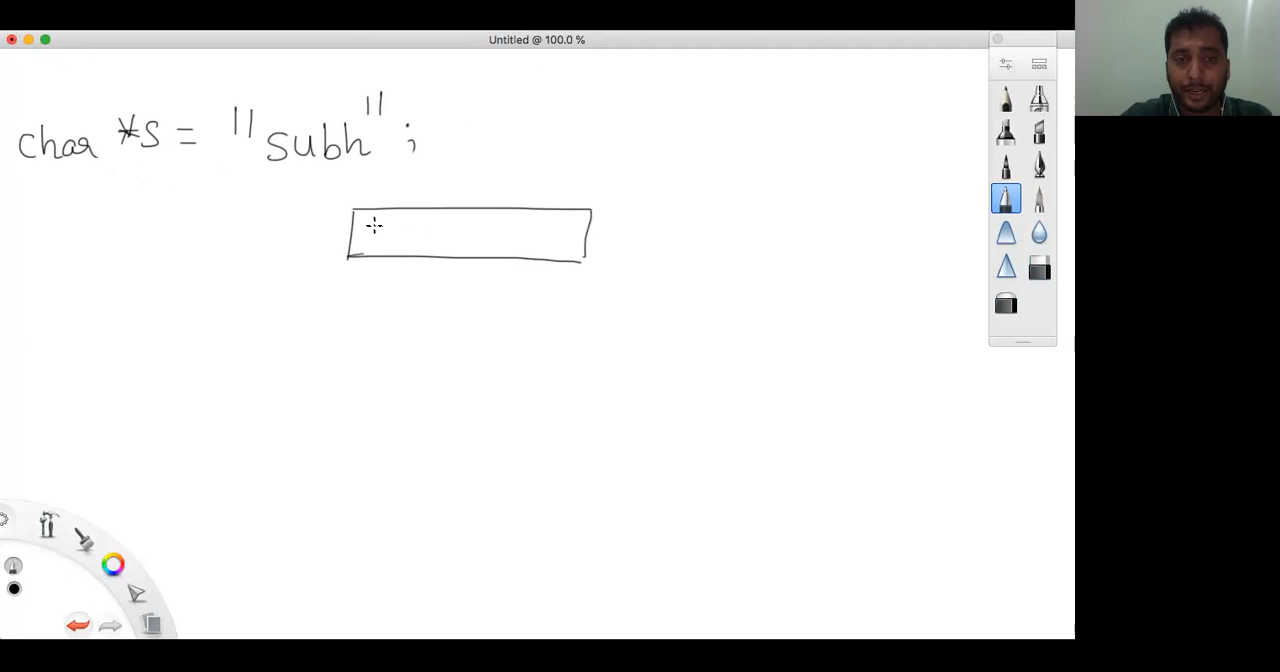 Untitled @ 100.0 %
char *s = "subh";